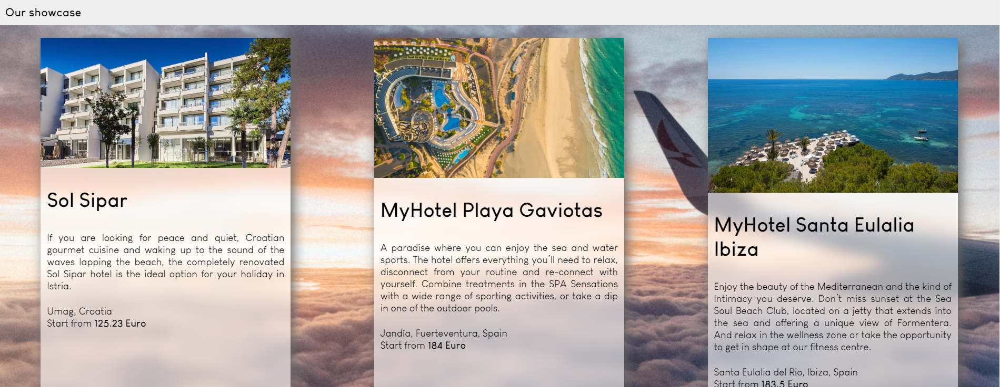 Our showcase
Sol Sipar
If you are looking for peace and quiet, Croatian
gourmet cuisine and waking up to the sound of the
waves lapping the beach, the completely renovated
Sol Sipar hotel is the ideal option for your holiday in
Istria.
Umag, Croatia
Start from 125.23 Euro
MyHotel Playa Gaviotas
A paradise where you can enjoy the sea and water
sports. The hotel offers everything you'll need to relax,
disconnect from your routine and re-connect with
yourself. Combine treatments in the SPA Sensations
with a wide range of sporting activities, or take a dip
in one of the outdoor pools.
Jandía, Fuerteventura, Spain
Start from 184 Euro
MyHotel Santa Eulalia
Ibiza
Enjoy the beauty of the Mediterranean and the kind of
intimacy you deserve. Don't miss sunset at the Sea
Soul Beach Club, located on a jetty that extends into
the sea and offering a unique view of Formentera.
And relax in the wellness zone or take the opportunity
to get in shape at our fitness centre.
Santa Eulalia del Rio, Ibiza, Spain
Start from 183.5 Euro